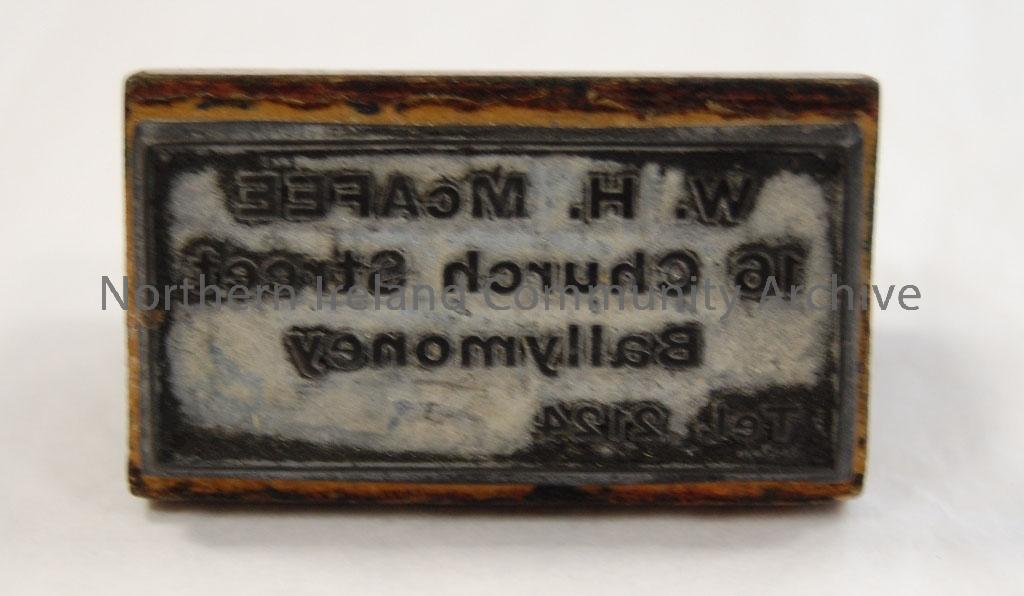 W. H. McAFEE
16 Church Street
Northern Ireland Community Archive
Ballymoney
Tel. 2124